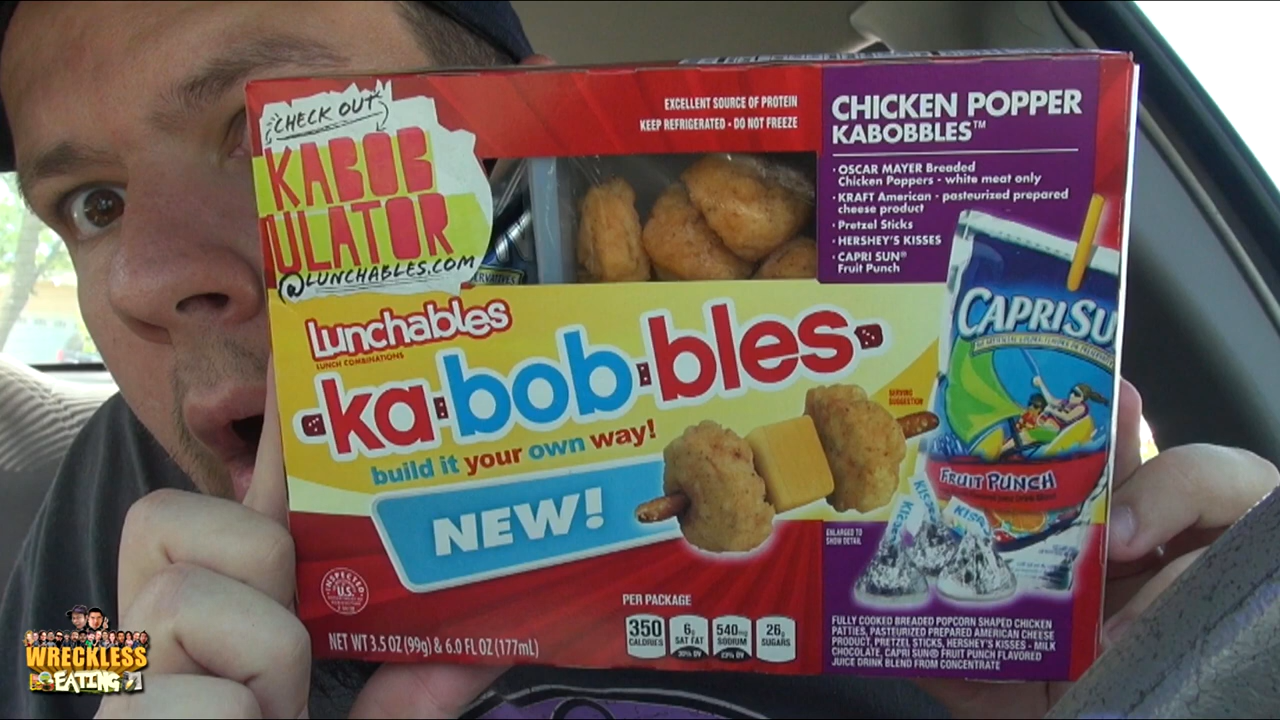 CHECK OUT
KABOB
ULATOR
@LUNCHABLES.COM
EXCELLENT SOURCE OF PROTEIN
KEEP REFRIGERATED • DO NOT FREEZE
CHICKEN POPPER
KABOBBLES™
• OSCAR MAYER Breaded
Chicken Poppers - white meat only
• KRAFT American - pasteurized prepared
cheese product
• Pretzel Sticks
• HERSHEY'S KISSES
• CAPRI SUN®
Fruit Punch
Lunchables
LUNCH COMBINATIONS
ka•bob•bles
build it your own way!
NEW!
SERVING
SUGGESTION
CAPRI SU
FRUIT PUNCH
KISSES
KISS
ENLARGED TO
SHOW DETAIL
INSPECTED
U.S.
PER PACKAGE
350
CALORIES
6g
SAT FAT
30% DV
540mg
SODIUM
23% DV
26g
SUGARS
NET WT 3.5 OZ (99g) & 6.0 FL OZ (177mL)
FULLY COOKED BREADED POPCORN SHAPED CHICKEN
PATTIES, PASTEURIZED PREPARED AMERICAN CHEESE
PRODUCT, PRETZEL STICKS, HERSHEY'S KISSES - MILK
CHOCOLATE, CAPRI SUN® FRUIT PUNCH FLAVORED
JUICE DRINK BLEND FROM CONCENTRATE
WRECKLESS
EATING